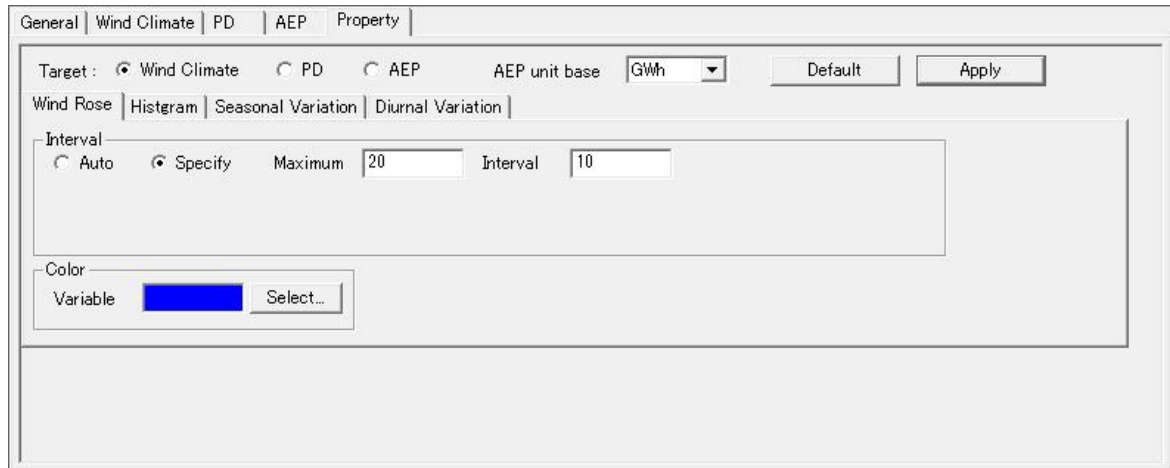 General Wind Climate PD AEP Property
Target : Wind Climate PD AEP AEP unit base GWh Default Apply
Wind Rose Histgram Seasonal Variation Diurnal Variation
Interval
Auto Specify Maximum 20 Interval 10
Color
Variable Select...